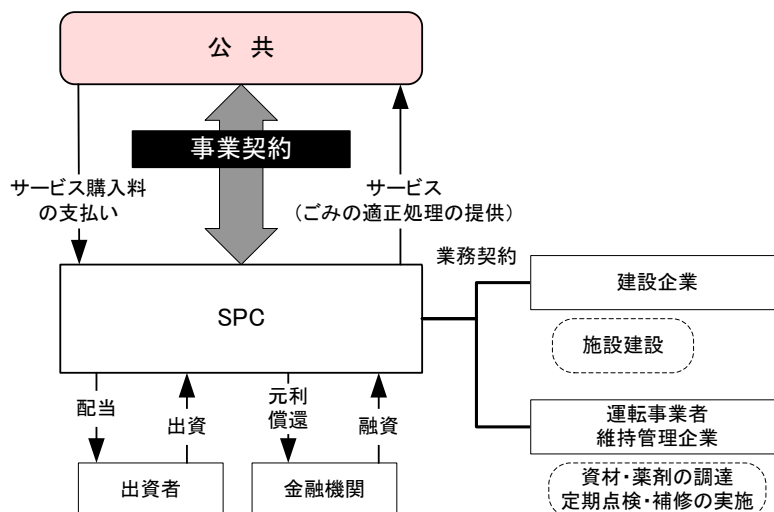 公 共
事業契約
サービス購入料
の支払い
サービス
（ごみの適正処理の提供）
業務契約
SPC
建設企業
施設建設
配当
出資
元利
償還
融資
運転事業者
維持管理企業
出資者
金融機関
資材・薬剤の調達
定期点検・補修の実施